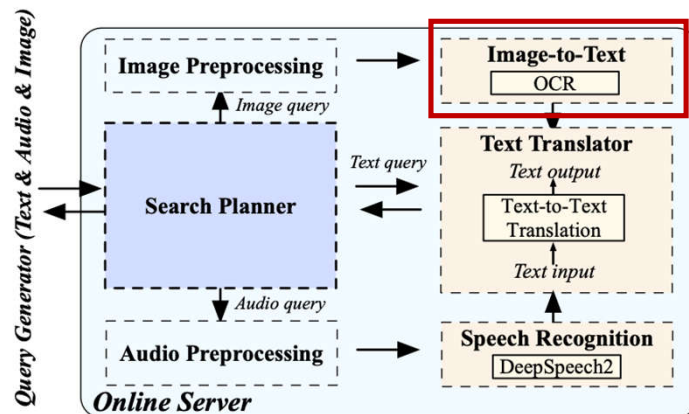 Query Generator (Text & Audio & Image)
Image Preprocessing
Image query
Search Planner
Text query
Audio query
Audio Preprocessing
Online Server
Image-to-Text
OCR
Text Translator
Text output
Text-to-Text
Translation
Text input
Speech Recognition
DeepSpeech2